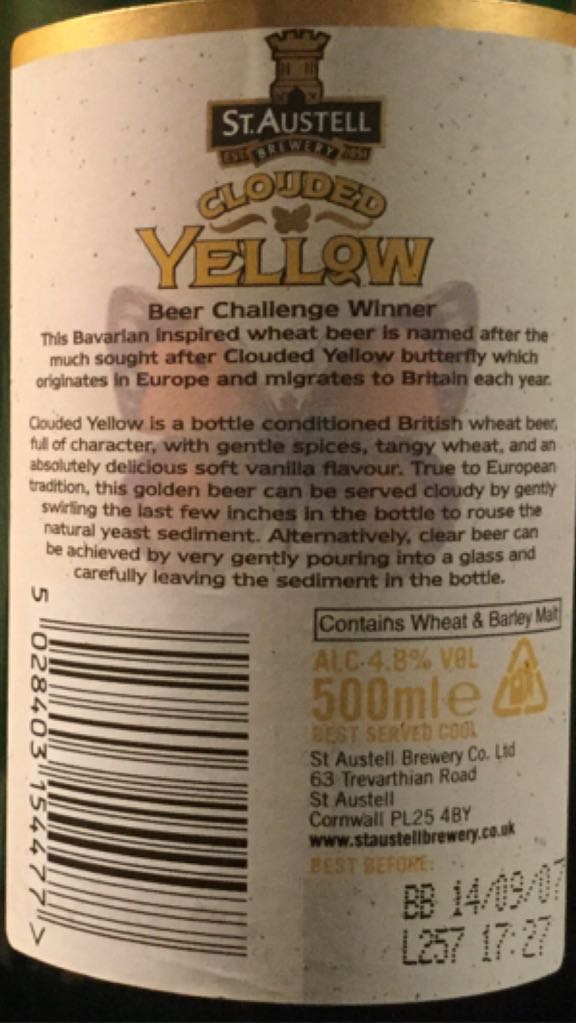 ST. AUSTELL
EST BREWERY 1851
CLOUDED
YELLOW
Beer Challenge Winner
This Bavarian inspired wheat beer is named after the
much sought after Clouded Yellow butterfly which
originates in Europe and migrates to Britain each year.
Clouded Yellow is a bottle conditioned British wheat beer,
full of character, with gentle spices, tangy wheat, and an
absolutely delicious soft vanilla flavour. True to European
tradition, this golden beer can be served cloudy by gently
swirling the last few inches in the bottle to rouse the
natural yeast sediment. Alternatively, clear beer can
be achieved by very gently pouring into a glass and
carefully leaving the sediment in the bottle.
5 028403 154477 >
Contains Wheat & Barley Malt
ALC·4.8% VOL
500ml e
BEST SERVED COOL
St Austell Brewery Co. Ltd
63 Trevarthian Road
St Austell
Cornwall PL25 4BY
www.staustellbrewery.co.uk
BEST BEFORE:
BB 14/09/07
L257 17:27